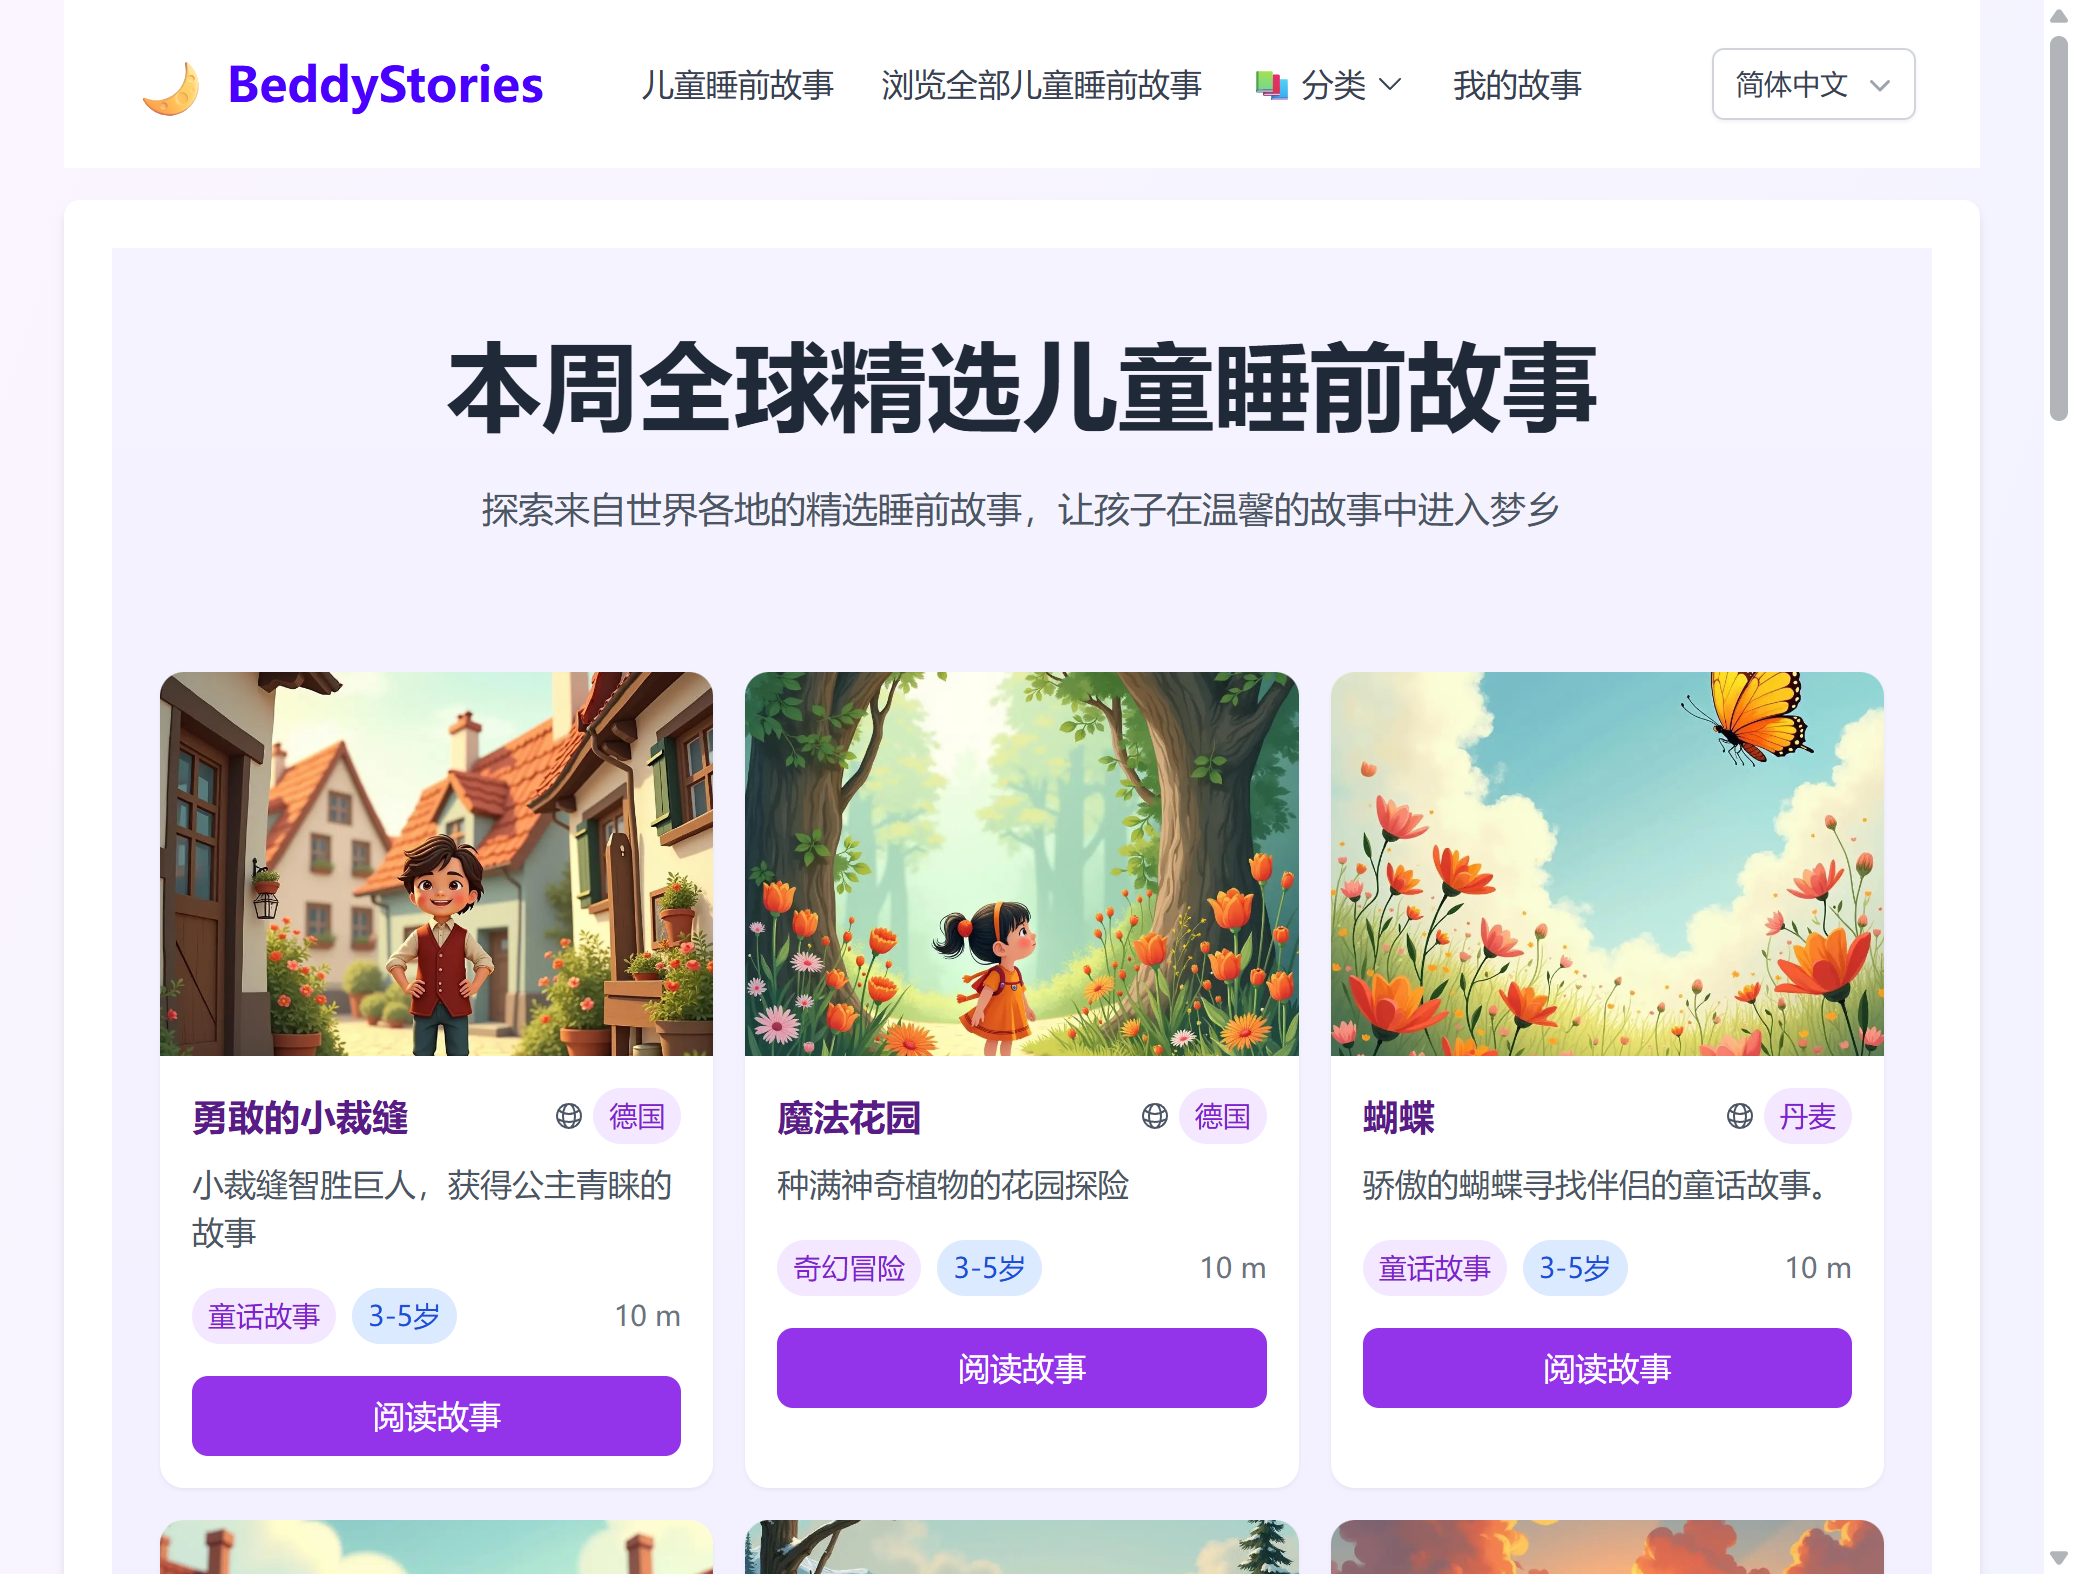 BeddyStories
儿童睡前故事
浏览全部儿童睡前故事
分类
我的故事
简体中文
本周全球精选儿童睡前故事
探索来自世界各地的精选睡前故事，让孩子在温馨的故事中进入梦乡
勇敢的小裁缝
德国
小裁缝智胜巨人，获得公主青睐的
故事
童话故事
3-5岁
10 m
阅读故事
魔法花园
德国
种满神奇植物的花园探险
奇幻冒险
3-5岁
10 m
阅读故事
蝴蝶
丹麦
骄傲的蝴蝶寻找伴侣的童话故事。
童话故事
3-5岁
10 m
阅读故事